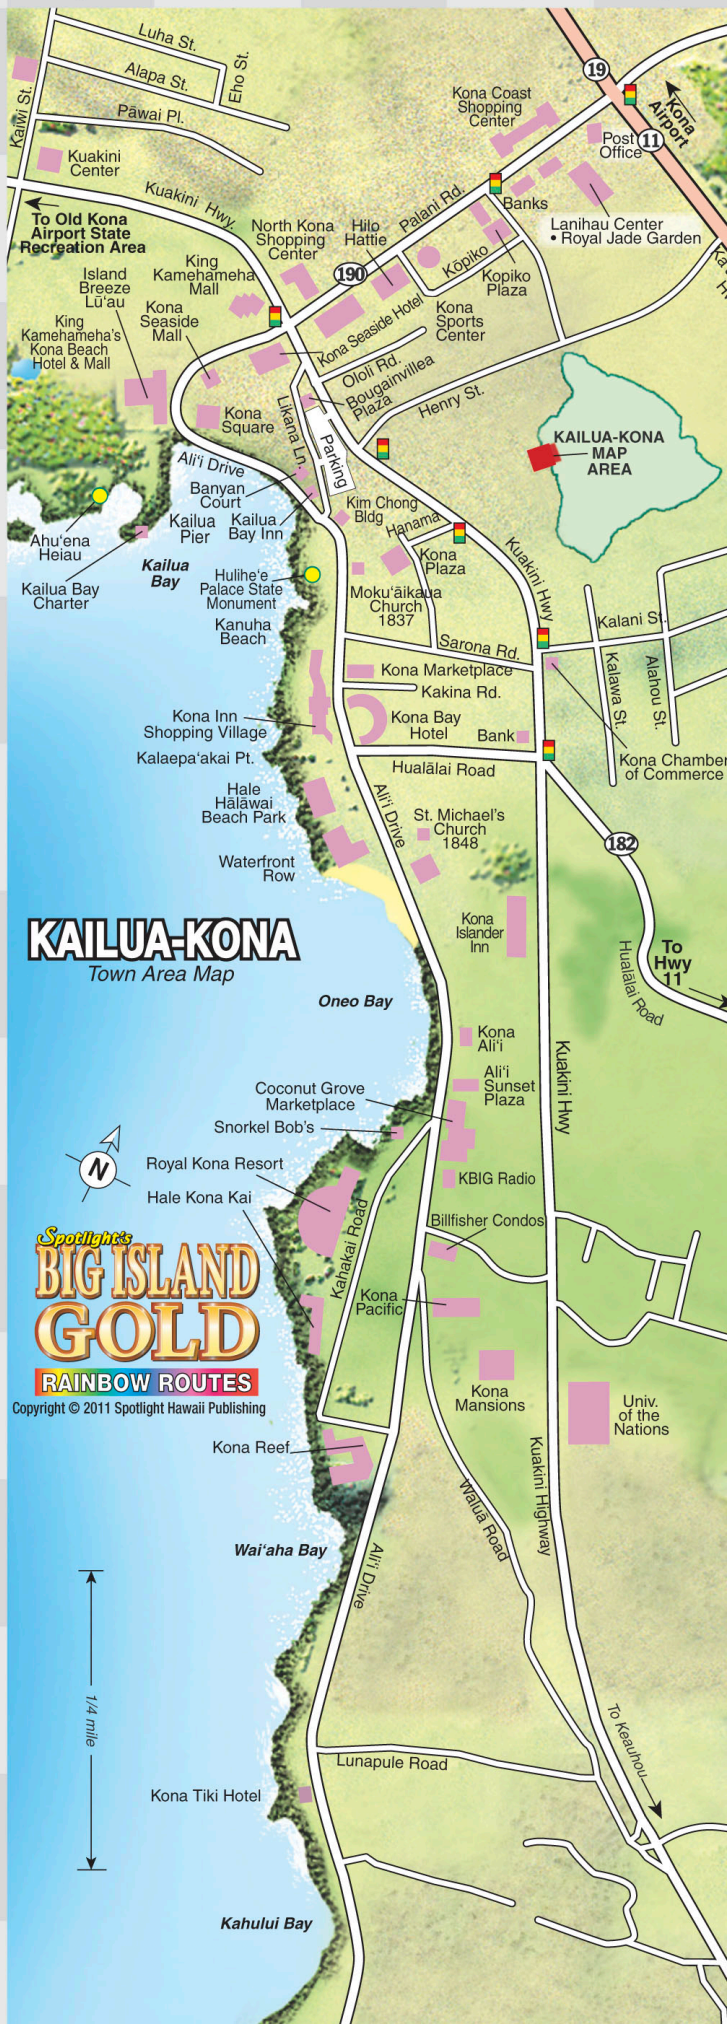 Luha St.
Alapa St.
Eho St.
Pāwai Pl.
Kaiwi St.
Kuakini
Center
Kuakini Hwy.
To Old Kona
Airport State
Recreation Area
19
Kona
Airport
11
Kona Coast
Shopping
Center
Post
Office
Palani Rd.
Banks
Lanihau Center
• Royal Jade Garden
North Kona
Shopping
Center
Hilo
Hattie
190
Kōpiko
Kopiko
Plaza
King
Kamehameha
Mall
Island
Breeze
Lū‘au
Kona
Seaside
Mall
King
Kamehameha's
Kona Beach
Hotel & Mall
Kona Seaside Hotel
Kona
Sports
Center
Ololi Rd.
Bougainvillea
Plaza
Henry St.
Likana Ln.
Parking
Kona
Square
KAILUA-KONA
MAP
AREA
Ali‘i Drive
Banyan
Court
Kailua
Pier
Kailua
Bay Inn
Kim Chong
Bldg
Hanama
Kona
Plaza
Kuakini Hwy
Ahu‘ena
Heiau
Kailua Bay
Charter
Kailua
Bay
Hulihe‘e
Palace State
Monument
Kanuha
Beach
Moku‘āikaua
Church
1837
Sarona Rd.
Kalani St.
Kona Marketplace
Kakina Rd.
Kalawa St.
Alahou St.
Kona Inn
Shopping Village
Kona Bay
Hotel
Bank
Kalaepa‘akai Pt.
Hualālai Road
Kona Chamber
of Commerce
Hale
Hālāwai
Beach Park
Ali‘i Drive
St. Michael's
Church
1848
182
Waterfront
Row
Kona
Islander
Inn
KAILUA-KONA
Town Area Map
To
Hwy
11
Hualālai Road
Oneo Bay
Kona
Ali‘i
Ali‘i
Sunset
Plaza
Kuakini Hwy
Coconut Grove
Marketplace
Snorkel Bob's
N
Royal Kona Resort
KBIG Radio
Hale Kona Kai
Kahakai Road
Billfisher Condos
Spotlight's
BIG ISLAND
GOLD
RAINBOW ROUTES
Copyright © 2011 Spotlight Hawaii Publishing
Kona
Pacific
Kona
Mansions
Univ.
of the
Nations
Kona Reef
Kuakini Highway
Waluā Road
Wai‘aha Bay
Ali‘i Drive
1/4 mile
To Keauhou
Lunapule Road
Kona Tiki Hotel
Kahului Bay